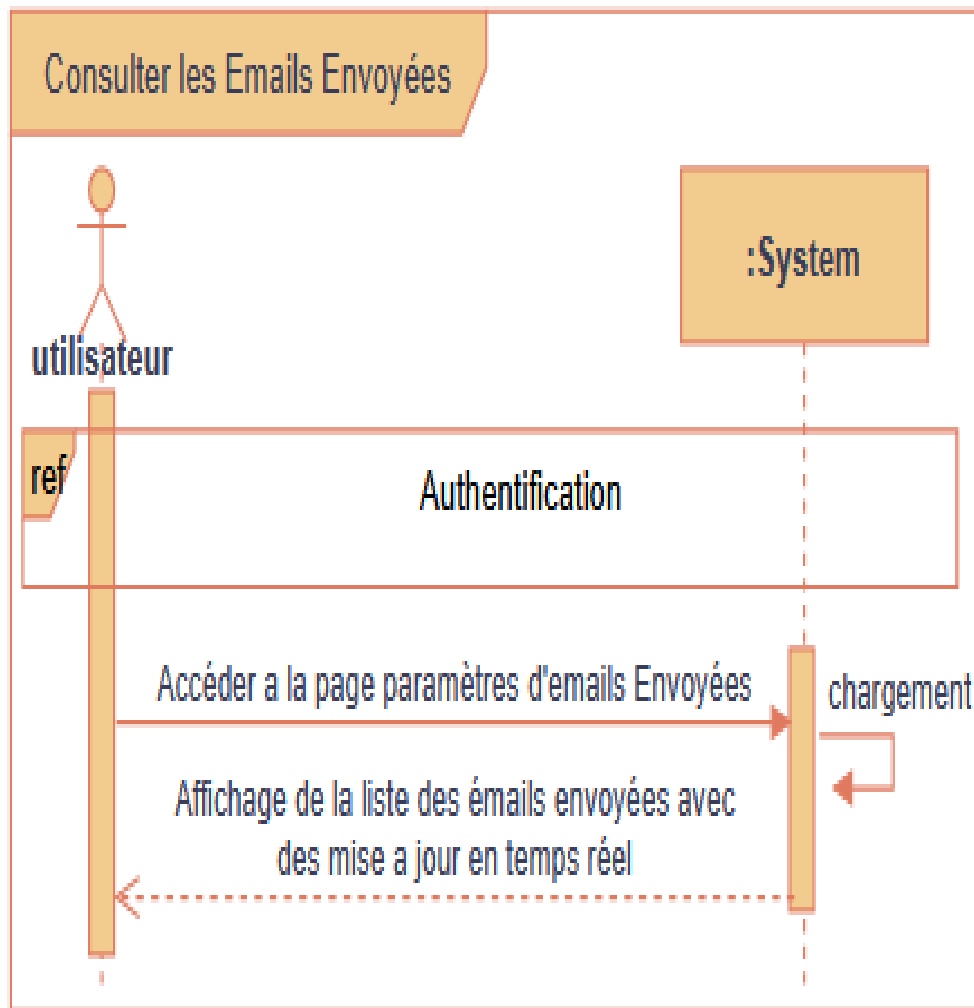 Consulter les Emails Envoyées
:System
utilisateur
ref
Authentification
Accéder a la page paramètres d'emails Envoyées
chargement
Affichage de la liste des émails envoyées avec
des mise a jour en temps réel